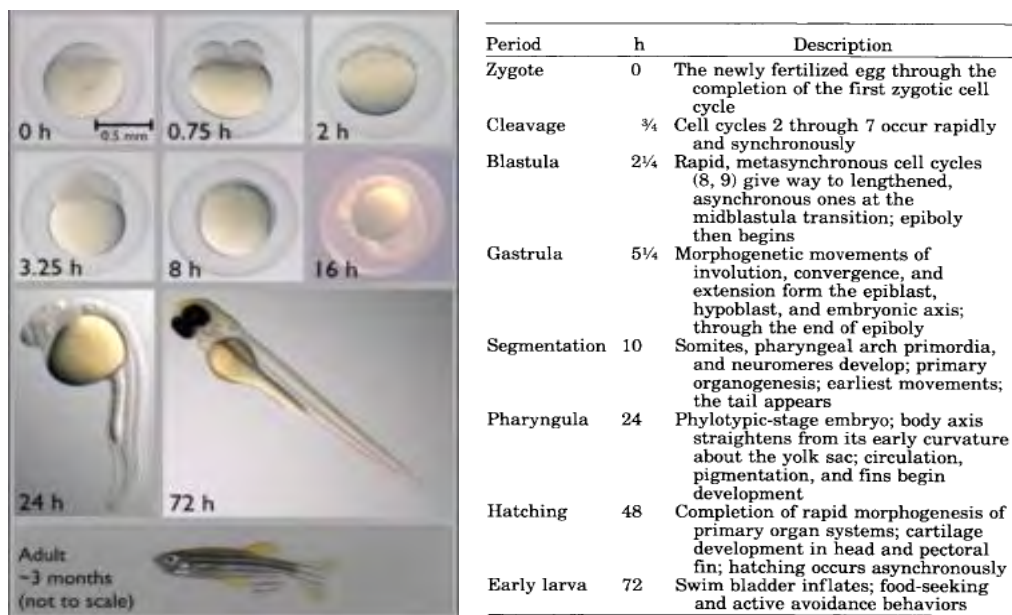 0 h
0.5 mm
0.75 h
2 h
3.25 h
8 h
16 h
24 h
72 h
Adult
~3 months
(not to scale)
Period h Description
Zygote 0 The newly fertilized egg through the
completion of the first zygotic cell
cycle
Cleavage ¾ Cell cycles 2 through 7 occur rapidly
and synchronously
Blastula 2¼ Rapid, metasynchronous cell cycles
(8, 9) give way to lengthened,
asynchronous ones at the
midblastula transition; epiboly
then begins
Gastrula 5¼ Morphogenetic movements of
involution, convergence, and
extension form the epiblast,
hypoblast, and embryonic axis;
through the end of epiboly
Segmentation 10 Somites, pharyngeal arch primordia,
and neuromeres develop; primary
organogenesis; earliest movements;
the tail appears
Pharyngula 24 Phylotypic-stage embryo; body axis
straightens from its early curvature
about the yolk sac; circulation,
pigmentation, and fins begin
development
Hatching 48 Completion of rapid morphogenesis of
primary organ systems; cartilage
development in head and pectoral
fin; hatching occurs asynchronously
Early larva 72 Swim bladder inflates; food-seeking
and active avoidance behaviors